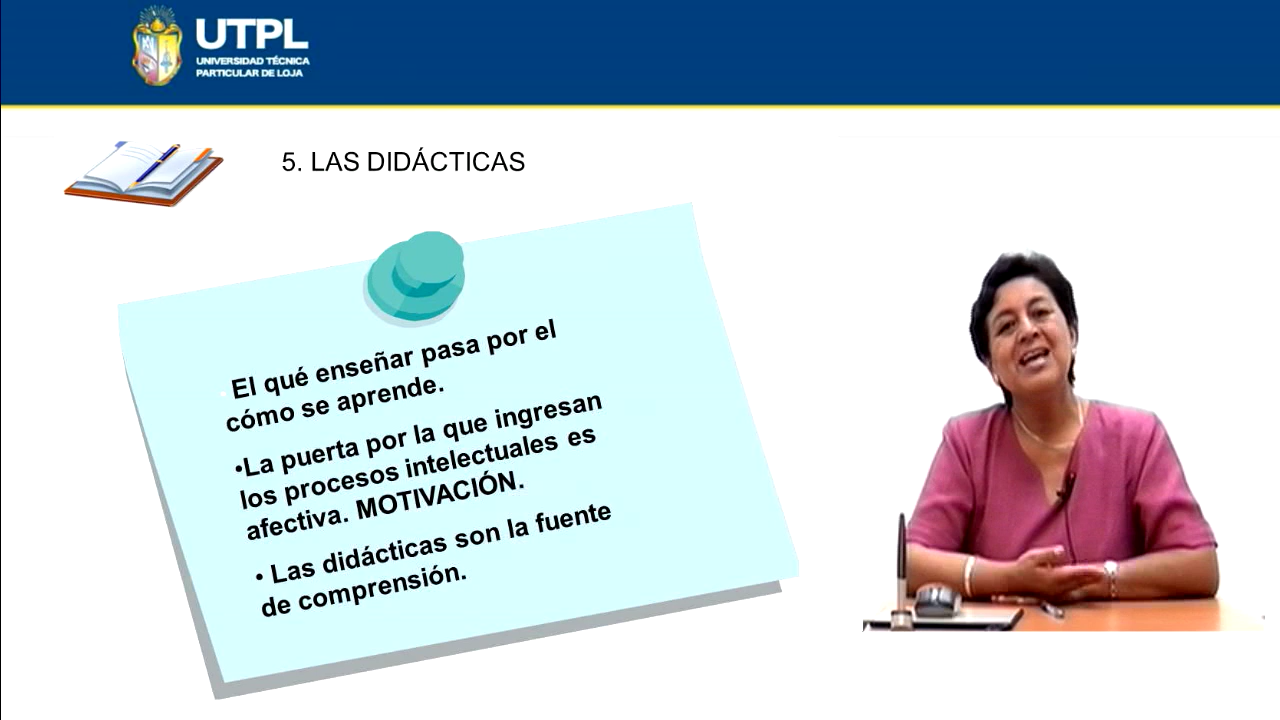 UTPL
UNIVERSIDAD TÉCNICA
PARTICULAR DE LOJA
5. LAS DIDÁCTICAS
El qué enseñar pasa por el
cómo se aprende.
•La puerta por la que ingresan
los procesos intelectuales es
afectiva. MOTIVACIÓN.
• Las didácticas son la fuente
de comprensión.